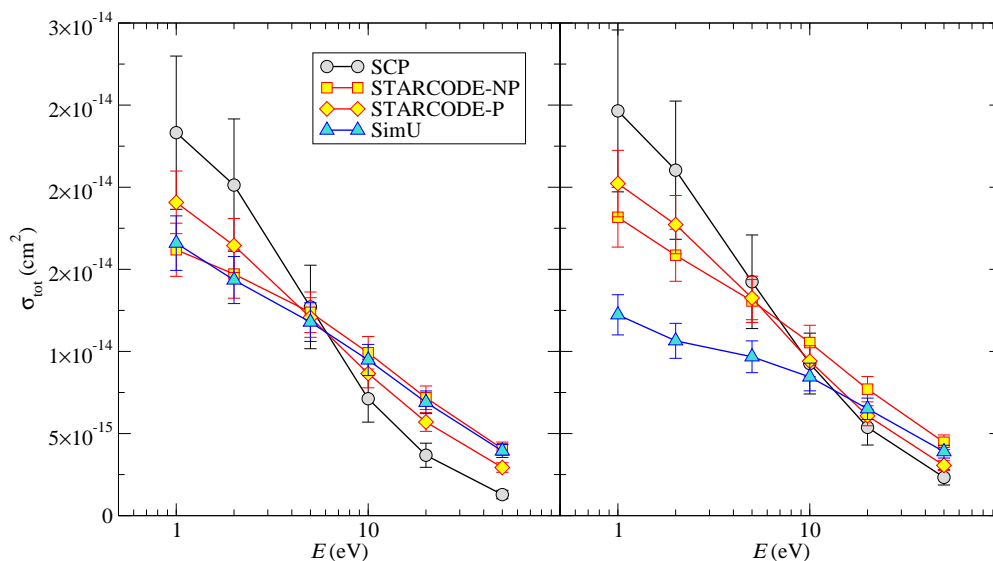 3×10⁻¹⁴
2×10⁻¹⁴
2×10⁻¹⁴
2×10⁻¹⁴
1×10⁻¹⁴
5×10⁻¹⁵
0
σtot (cm²)
SCP
STARCODE-NP
STARCODE-P
SimU
1 10
E (eV)
1 10
E (eV)